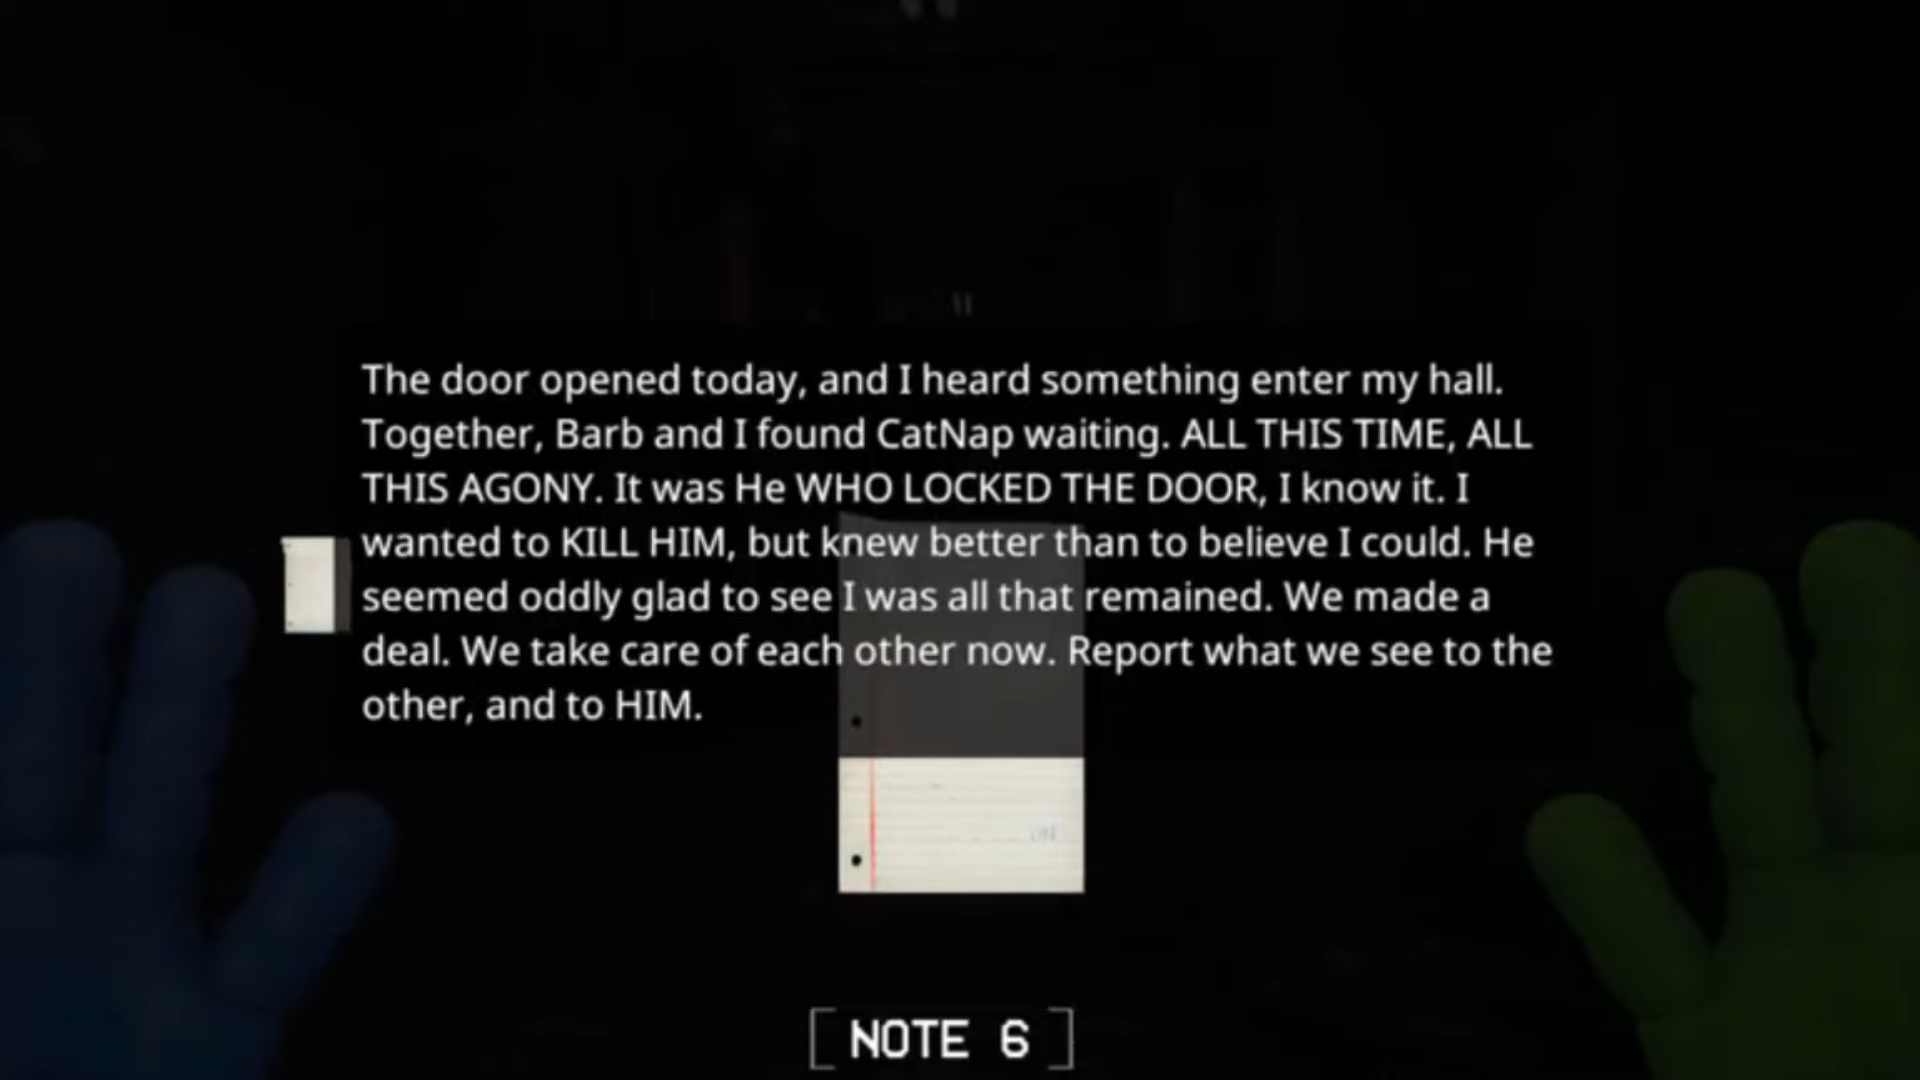 The door opened today, and I heard something enter my hall.
Together, Barb and I found CatNap waiting. ALL THIS TIME, ALL
THIS AGONY. It was He WHO LOCKED THE DOOR, I know it. I
wanted to KILL HIM, but knew better than to believe I could. He
seemed oddly glad to see I was all that remained. We made a
deal. We take care of each other now. Report what we see to the
other, and to HIM.
[ NOTE 6 ]